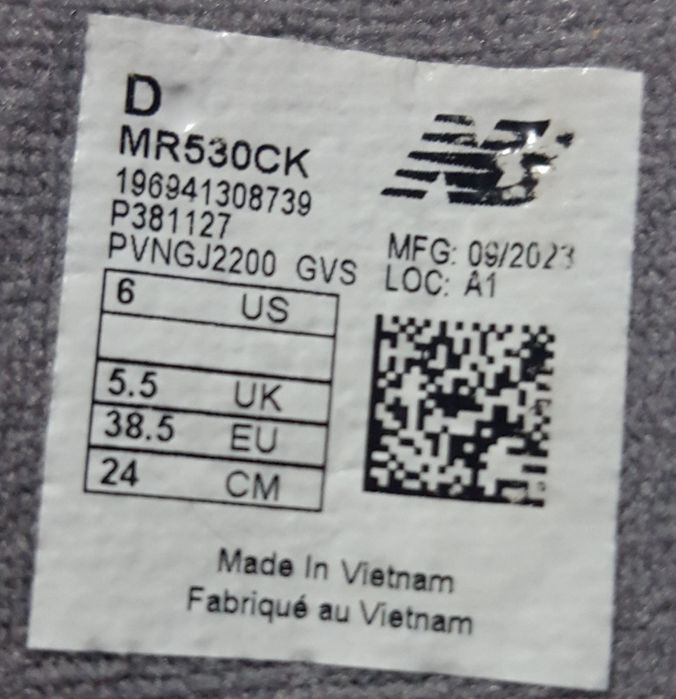 D
MR530CK
196941308739
P381127
PVNGJ2200 GVS
6 US
5.5 UK
38.5 EU
24 CM
NB
MFG: 09/2023
LOC: A1
Made In Vietnam
Fabriqué au Vietnam